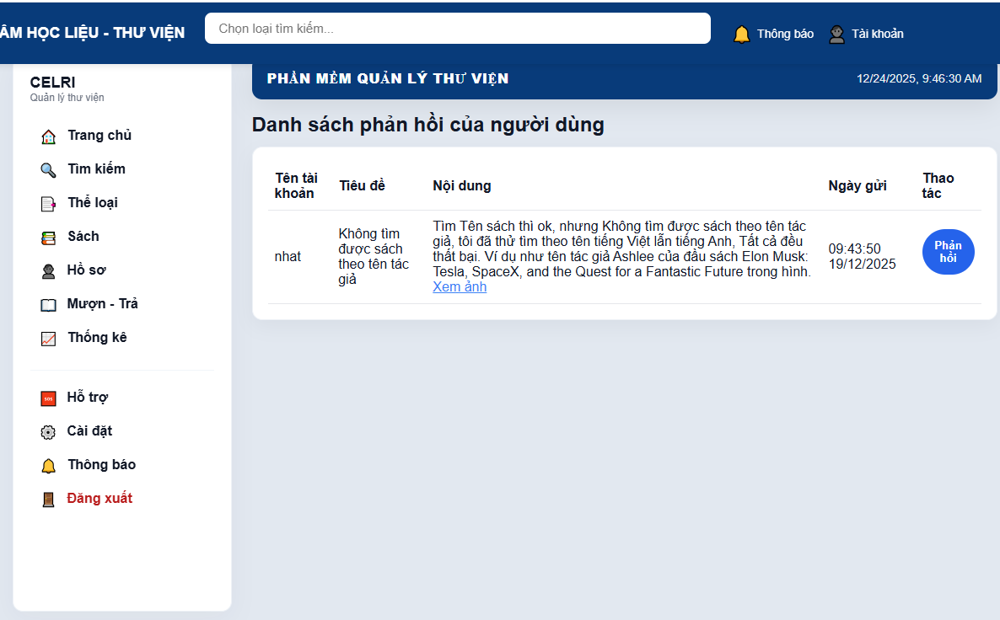 ÂM HỌC LIỆU - THƯ VIỆN
Chọn loại tìm kiếm...
Thông báo
Tài khoản
CELRI
Quản lý thư viện
Trang chủ
Tìm kiếm
Thể loại
Sách
Hồ sơ
Mượn - Trả
Thống kê
SOS
Hỗ trợ
Cài đặt
Thông báo
Đăng xuất
PHẦN MỀM QUẢN LÝ THƯ VIỆN
12/24/2025, 9:46:30 AM
Danh sách phản hồi của người dùng
Tên tài
khoản
Tiêu đề
Nội dung
Ngày gửi
Thao
tác
nhat
Không tìm
được sách
theo tên tác
giả
Tìm Tên sách thì ok, nhưng Không tìm được sách theo tên tác
giả, tôi đã thử tìm theo tên tiếng Việt lẫn tiếng Anh, Tất cả đều
thất bại. Ví dụ như tên tác giả Ashlee của đầu sách Elon Musk:
Tesla, SpaceX, and the Quest for a Fantastic Future trong hình.
Xem ảnh
09:43:50
19/12/2025
Phản
hồi